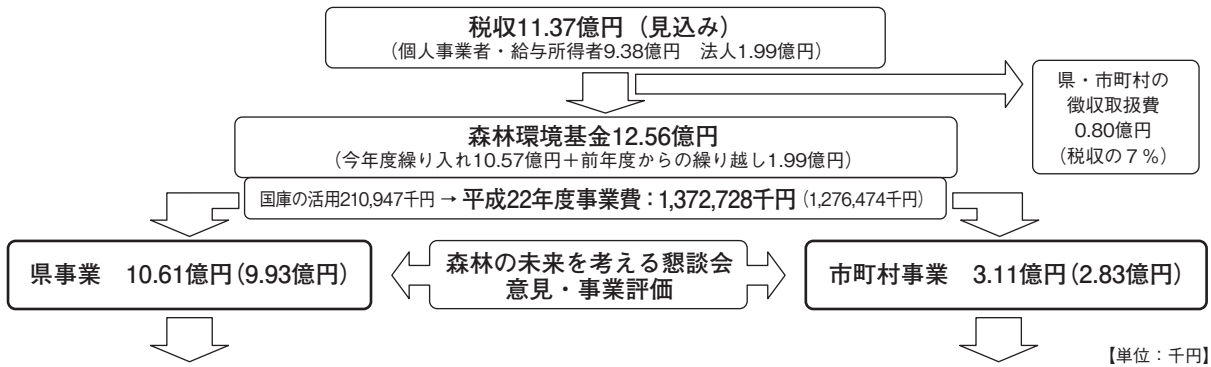 税収11.37億円（見込み）
（個人事業者・給与所得者9.38億円　法人1.99億円）
県・市町村の
徴収取扱費
0.80億円
（税収の７％）
森林環境基金12.56億円
（今年度繰り入れ10.57億円＋前年度からの繰り越し1.99億円）
国庫の活用210,947千円 → 平成22年度事業費：1,372,728千円（1,276,474千円）
県事業　10.61億円（9.93億円）
森林の未来を考える懇談会
意見・事業評価
市町村事業　3.11億円（2.83億円）
【単位：千円】